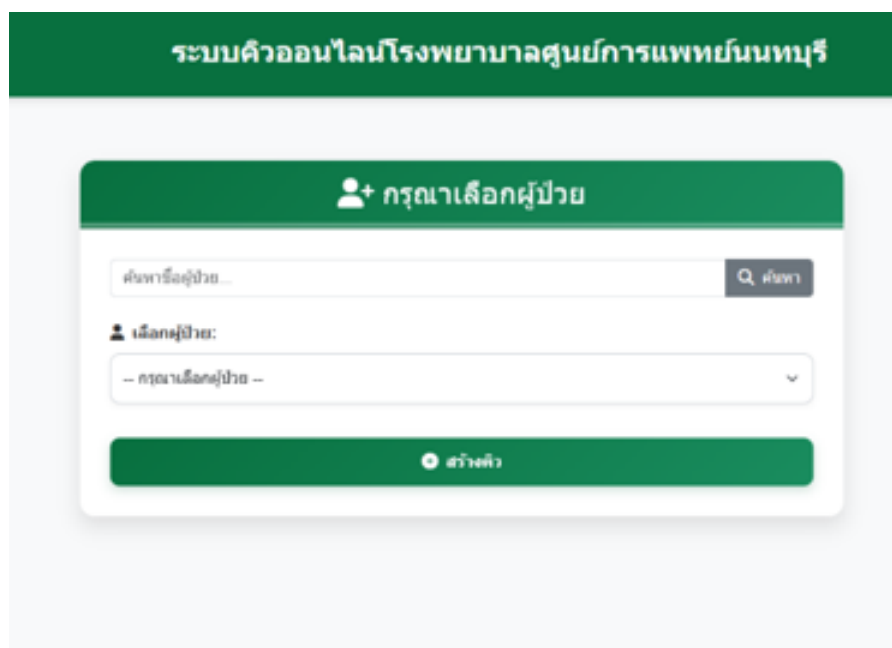 ระบบคิวออนไลน์โรงพยาบาลศูนย์การแพทย์นนทบุรี
กรุณาเลือกผู้ป่วย
ค้นหาชื่อผู้ป่วย...
ค้นหา
เลือกผู้ป่วย:
-- กรุณาเลือกผู้ป่วย --
สร้างคิว